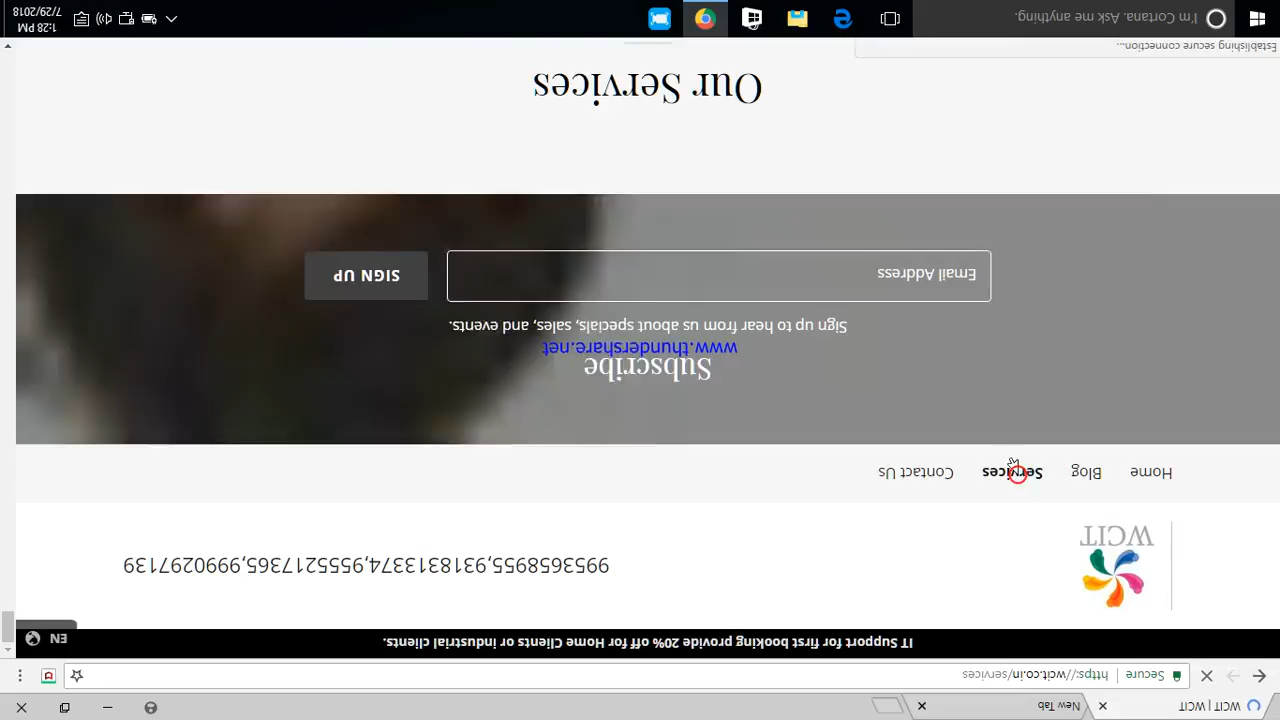 WCIT | WCIT
New Tab
Secure | https://wcit.co.in/services
IT Support for first booking provide 20% off for Home Clients or industrial clients.
EN
WCIT
9953658955,9318313374,9555217365,9990297139
Home Blog Services Contact Us
Subscribe
www.thundershare.net
Sign up to hear from us about specials, sales, and events.
Email Address
SIGN UP
Our Services
Establishing secure connection...
I'm Cortana. Ask me anything.
1:28 PM
7/29/2018